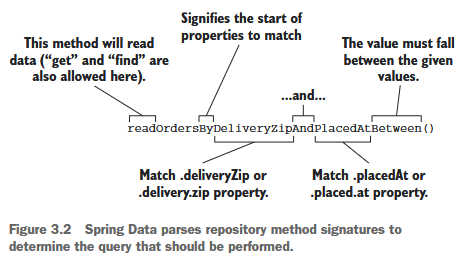 Signifies the start of
properties to match
This method will read
data (“get” and “find” are
also allowed here).
The value must fall
between the given
values.
...and...
readOrdersByDeliveryZipAndPlacedAtBetween()
Match .deliveryZip or
.delivery.zip property.
Match .placedAt or
.placed.at property.
Figure 3.2 Spring Data parses repository method signatures to
determine the query that should be performed.